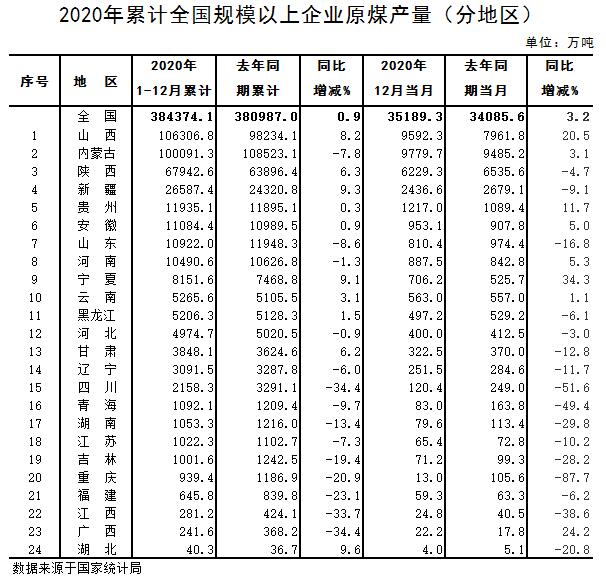 2020年累计全国规模以上企业原煤产量（分地区）
单位：万吨
序号 地 区 2020年1-12月累计 去年同期累计 同比增减% 2020年12月当月 去年同期当月 同比增减%
全 国 384374.1 380987.0 0.9 35189.3 34085.6 3.2
1 山 西 106306.8 98234.1 8.2 9592.3 7961.8 20.5
2 内蒙古 100091.3 108523.1 -7.8 9779.7 9485.2 3.1
3 陕 西 67942.6 63896.4 6.3 6229.3 6535.6 -4.7
4 新 疆 26587.4 24320.8 9.3 2436.6 2679.1 -9.1
5 贵 州 11935.1 11895.1 0.3 1217.0 1089.4 11.7
6 安 徽 11084.4 10989.5 0.9 953.1 907.8 5.0
7 山 东 10922.0 11948.3 -8.6 810.4 974.4 -16.8
8 河 南 10490.6 10626.8 -1.3 887.5 842.8 5.3
9 宁 夏 8151.6 7468.8 9.1 706.2 525.7 34.3
10 云 南 5265.6 5105.5 3.1 563.0 557.0 1.1
11 黑龙江 5206.3 5128.3 1.5 497.2 529.2 -6.1
12 河 北 4974.7 5020.5 -0.9 400.0 412.5 -3.0
13 甘 肃 3848.1 3624.6 6.2 322.5 370.0 -12.8
14 辽 宁 3091.5 3287.8 -6.0 251.5 284.6 -11.7
15 四 川 2158.3 3291.1 -34.4 120.4 249.0 -51.6
16 青 海 1092.1 1209.4 -9.7 83.0 163.8 -49.4
17 湖 南 1053.3 1216.0 -13.4 79.6 113.4 -29.8
18 江 苏 1022.3 1102.7 -7.3 65.4 72.8 -10.2
19 吉 林 1001.6 1242.5 -19.4 71.2 99.3 -28.2
20 重 庆 939.4 1186.9 -20.9 13.0 105.6 -87.7
21 福 建 645.8 839.8 -23.1 59.3 63.3 -6.2
22 江 西 281.2 424.1 -33.7 24.8 40.5 -38.6
23 广 西 241.6 368.2 -34.4 22.2 17.8 24.2
24 湖 北 40.3 36.7 9.6 4.0 5.1 -20.8
数据来源于国家统计局